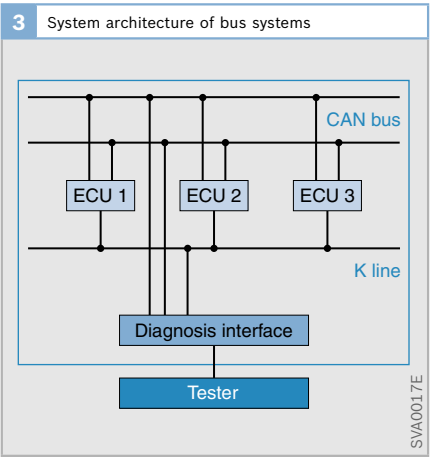 3 System architecture of bus systems
CAN bus
ECU 1 ECU 2 ECU 3
K line
Diagnosis interface
Tester
SVA0017E